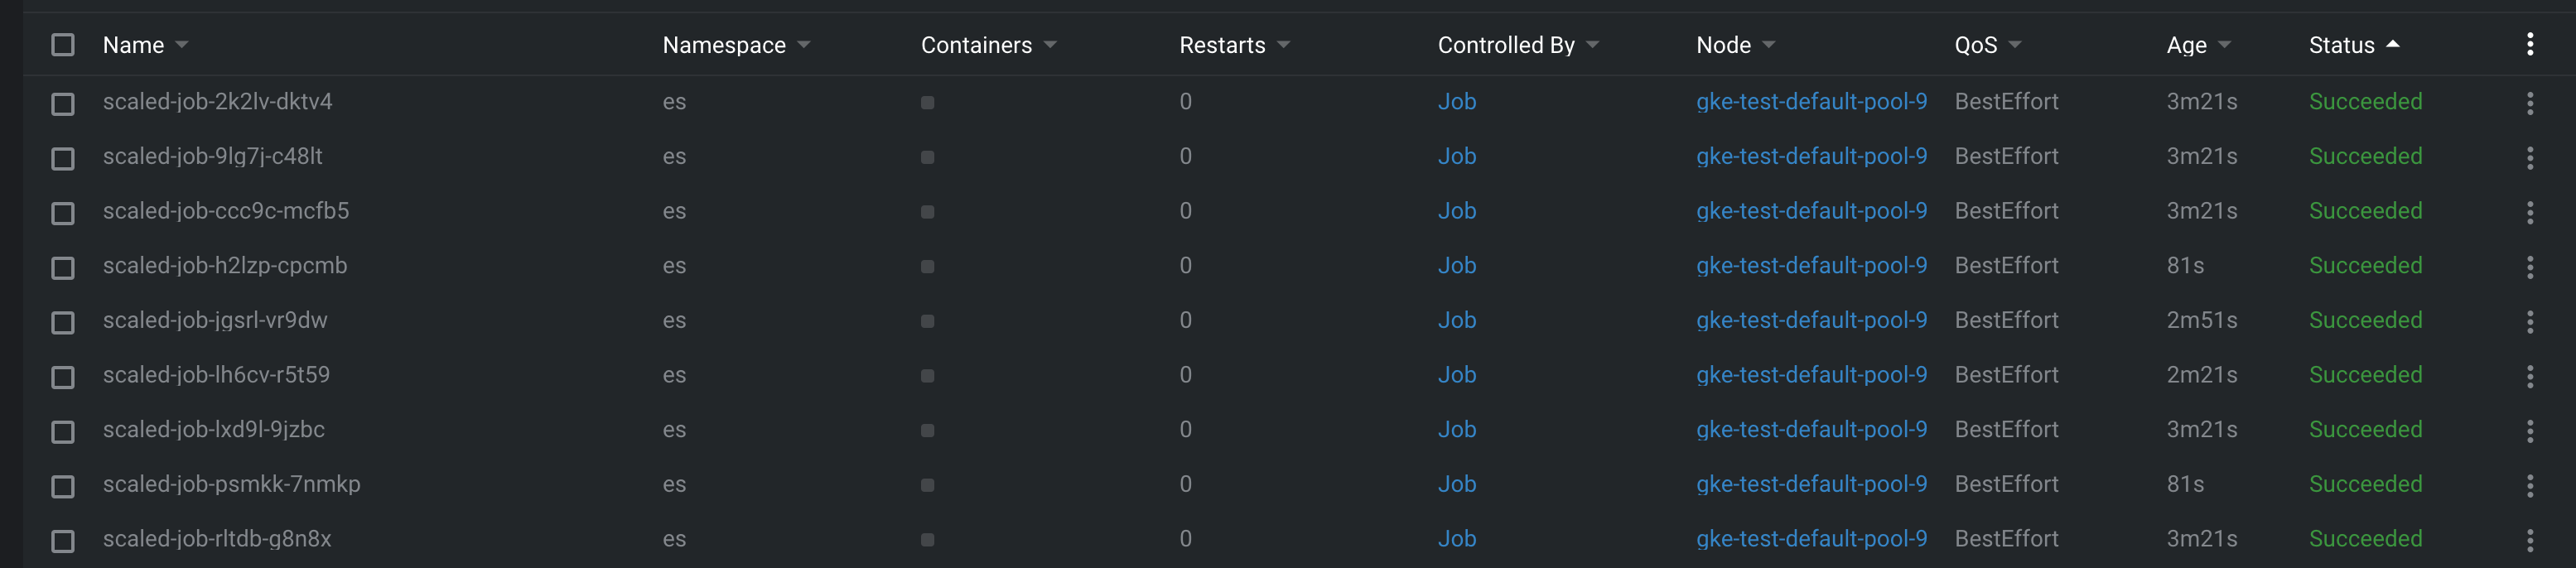 Name Namespace Containers Restarts Controlled By Node QoS Age Status
scaled-job-2k2lv-dktv4 es 0 Job gke-test-default-pool-9 BestEffort 3m21s Succeeded
scaled-job-9lg7j-c48lt es 0 Job gke-test-default-pool-9 BestEffort 3m21s Succeeded
scaled-job-ccc9c-mcfb5 es 0 Job gke-test-default-pool-9 BestEffort 3m21s Succeeded
scaled-job-h2lzp-cpcmb es 0 Job gke-test-default-pool-9 BestEffort 81s Succeeded
scaled-job-jgsrl-vr9dw es 0 Job gke-test-default-pool-9 BestEffort 2m51s Succeeded
scaled-job-lh6cv-r5t59 es 0 Job gke-test-default-pool-9 BestEffort 2m21s Succeeded
scaled-job-lxd9l-9jzbc es 0 Job gke-test-default-pool-9 BestEffort 3m21s Succeeded
scaled-job-psmkk-7nmkp es 0 Job gke-test-default-pool-9 BestEffort 81s Succeeded
scaled-job-rltdb-g8n8x es 0 Job gke-test-default-pool-9 BestEffort 3m21s Succeeded